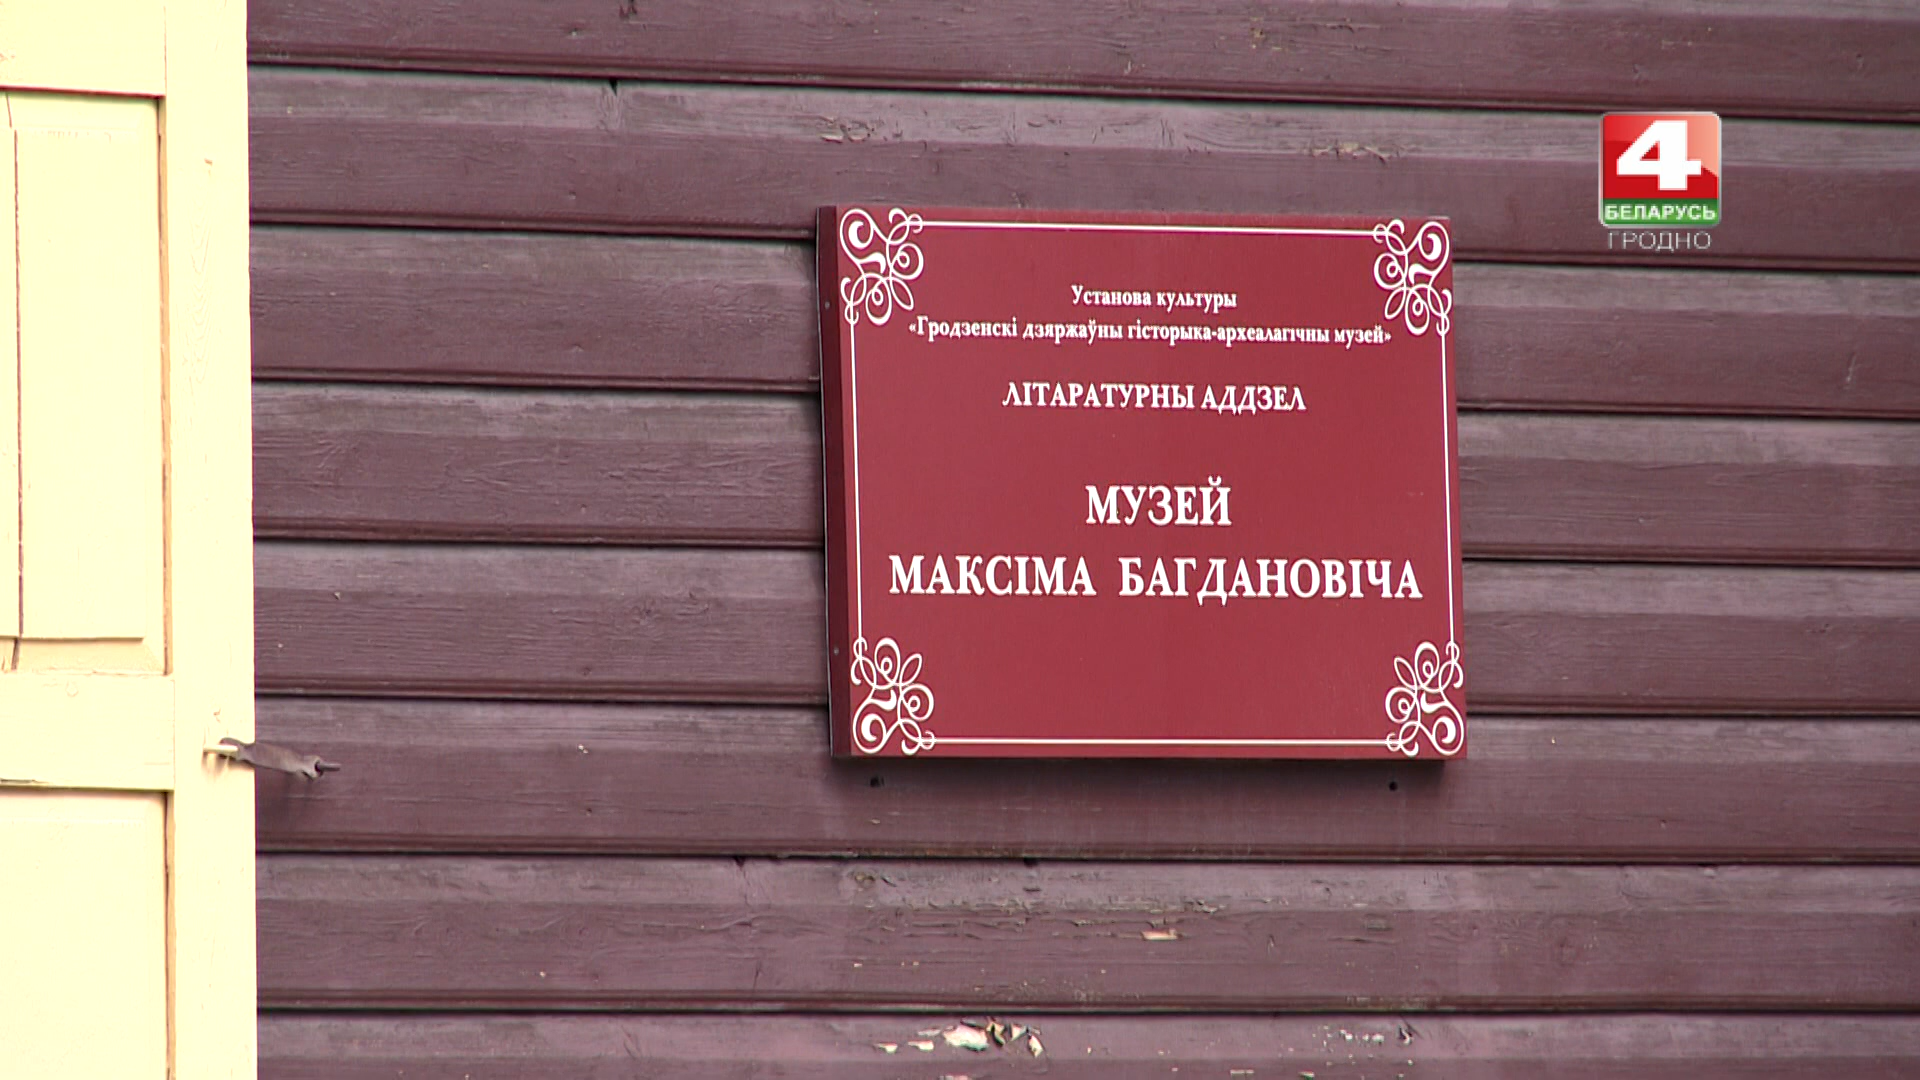 4
БЕЛАРУСЬ
ГРОДНО
Установа культуры
«Гродзенскі дзяржаўны гісторыка-археалагічны музей»
ЛІТАРАТУРНЫ АДДЗЕЛ
МУЗЕЙ
МАКСІМА БАГДАНОВІЧА